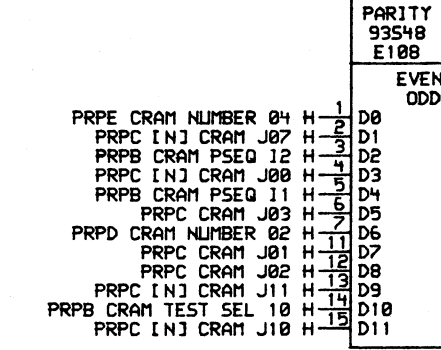 PARITY
93S48
E108
EVEN
ODD
PRPE CRAM NUMBER 04 H 1 D0
PRPC [N] CRAM J07 H 2 D1
PRPB CRAM PSEQ I2 H 3 D2
PRPC [N] CRAM J00 H 4 D3
PRPB CRAM PSEQ I1 H 5 D4
PRPC CRAM J03 H 6 D5
PRPD CRAM NUMBER 02 H 7 D6
PRPC CRAM J01 H 11 D7
PRPC CRAM J02 H 12 D8
PRPC [N] CRAM J11 H 13 D9
PRPB CRAM TEST SEL 10 H 14 D10
PRPC [N] CRAM J10 H 15 D11